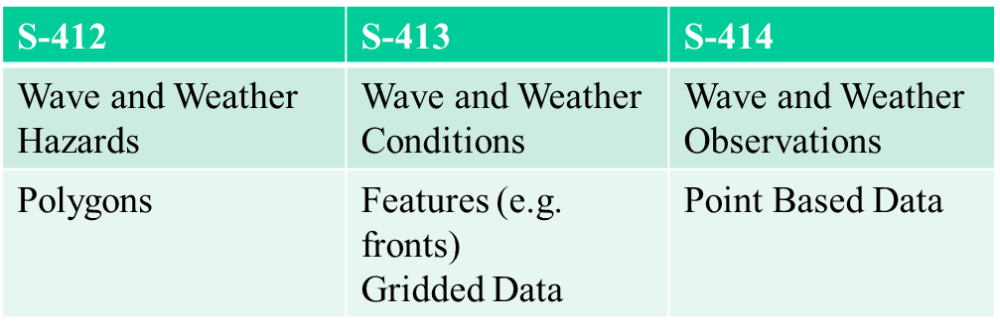 S-412
S-413
S-414
Wave and Weather
Hazards
Wave and Weather
Conditions
Wave and Weather
Observations
Polygons
Features (e.g.
fronts)
Gridded Data
Point Based Data